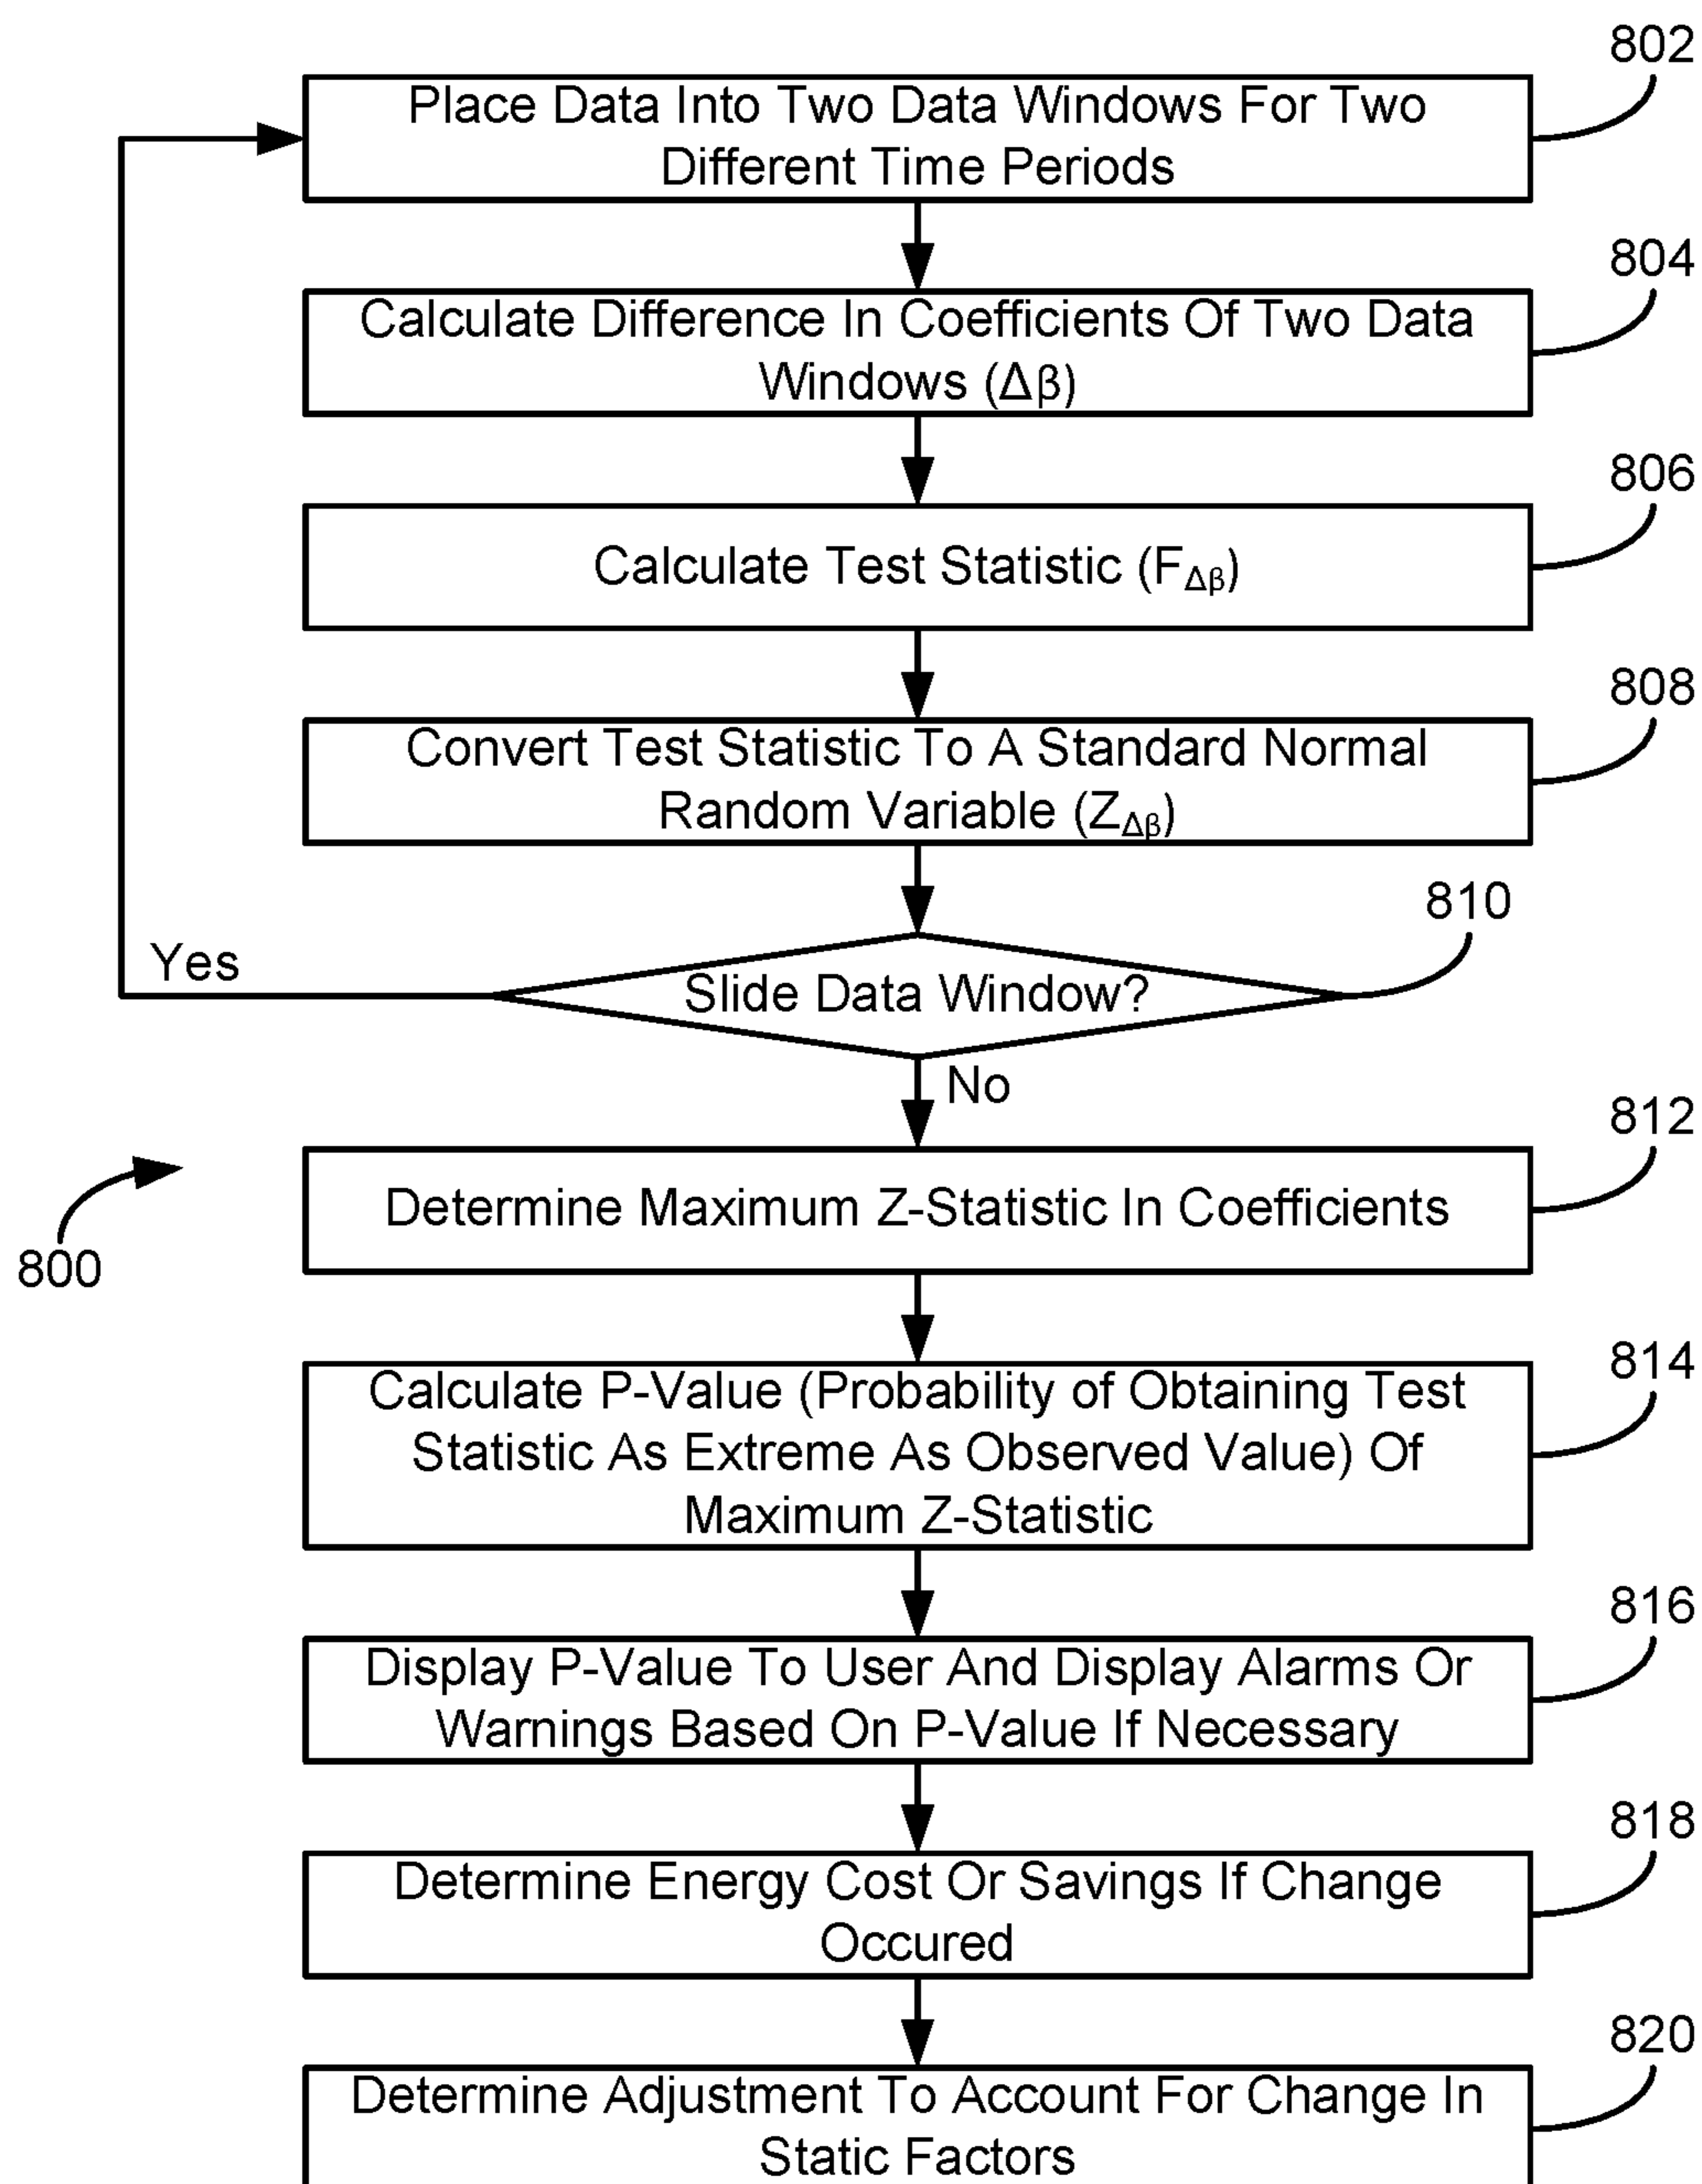 802
Place Data Into Two Data Windows For Two
Different Time Periods
804
Calculate Difference In Coefficients Of Two Data
Windows (Δβ)
806
Calculate Test Statistic (FΔβ)
808
Convert Test Statistic To A Standard Normal
Random Variable (ZΔβ)
810
Yes
Slide Data Window?
No
812
Determine Maximum Z-Statistic In Coefficients
800
814
Calculate P-Value (Probability of Obtaining Test
Statistic As Extreme As Observed Value) Of
Maximum Z-Statistic
816
Display P-Value To User And Display Alarms Or
Warnings Based On P-Value If Necessary
818
Determine Energy Cost Or Savings If Change
Occured
820
Determine Adjustment To Account For Change In
Static Factors